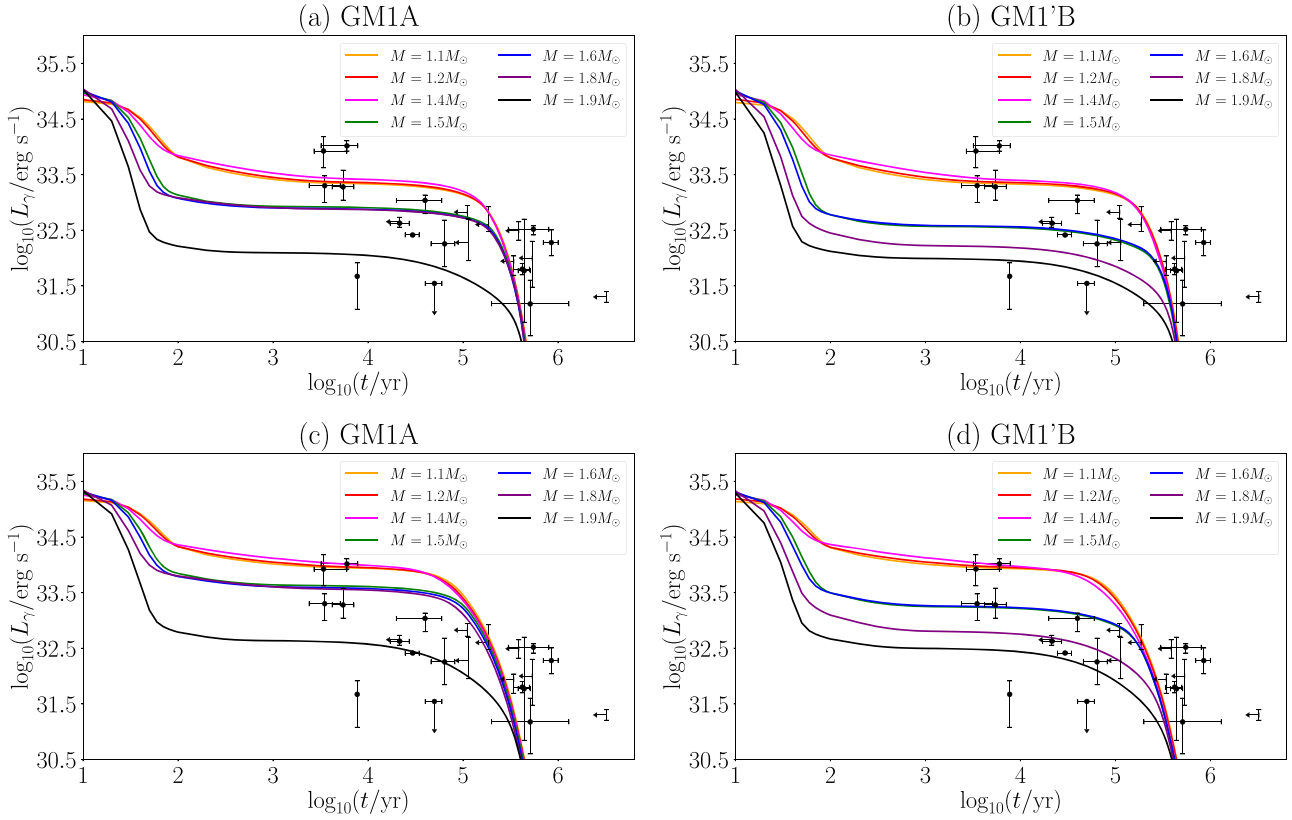 (a) GM1A
(b) GM1'B
M = 1.1M⊙
M = 1.2M⊙
M = 1.4M⊙
M = 1.5M⊙
M = 1.6M⊙
M = 1.8M⊙
M = 1.9M⊙
M = 1.1M⊙
M = 1.2M⊙
M = 1.4M⊙
M = 1.5M⊙
M = 1.6M⊙
M = 1.8M⊙
M = 1.9M⊙
log₁₀(Lγ/erg s⁻¹)
35.5
34.5
33.5
32.5
31.5
30.5
log₁₀(Lγ/erg s⁻¹)
35.5
34.5
33.5
32.5
31.5
30.5
1 2 3 4 5 6
1 2 3 4 5 6
log₁₀(t/yr)
log₁₀(t/yr)
(c) GM1A
(d) GM1'B
M = 1.1M⊙
M = 1.2M⊙
M = 1.4M⊙
M = 1.5M⊙
M = 1.6M⊙
M = 1.8M⊙
M = 1.9M⊙
M = 1.1M⊙
M = 1.2M⊙
M = 1.4M⊙
M = 1.5M⊙
M = 1.6M⊙
M = 1.8M⊙
M = 1.9M⊙
log₁₀(Lγ/erg s⁻¹)
35.5
34.5
33.5
32.5
31.5
30.5
log₁₀(Lγ/erg s⁻¹)
35.5
34.5
33.5
32.5
31.5
30.5
1 2 3 4 5 6
1 2 3 4 5 6
log₁₀(t/yr)
log₁₀(t/yr)